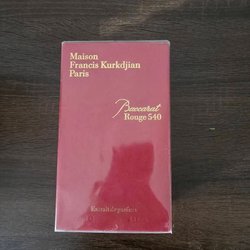 Maison
Francis Kurkdjian
Paris
Baccarat
Rouge 540
Extrait de parfum